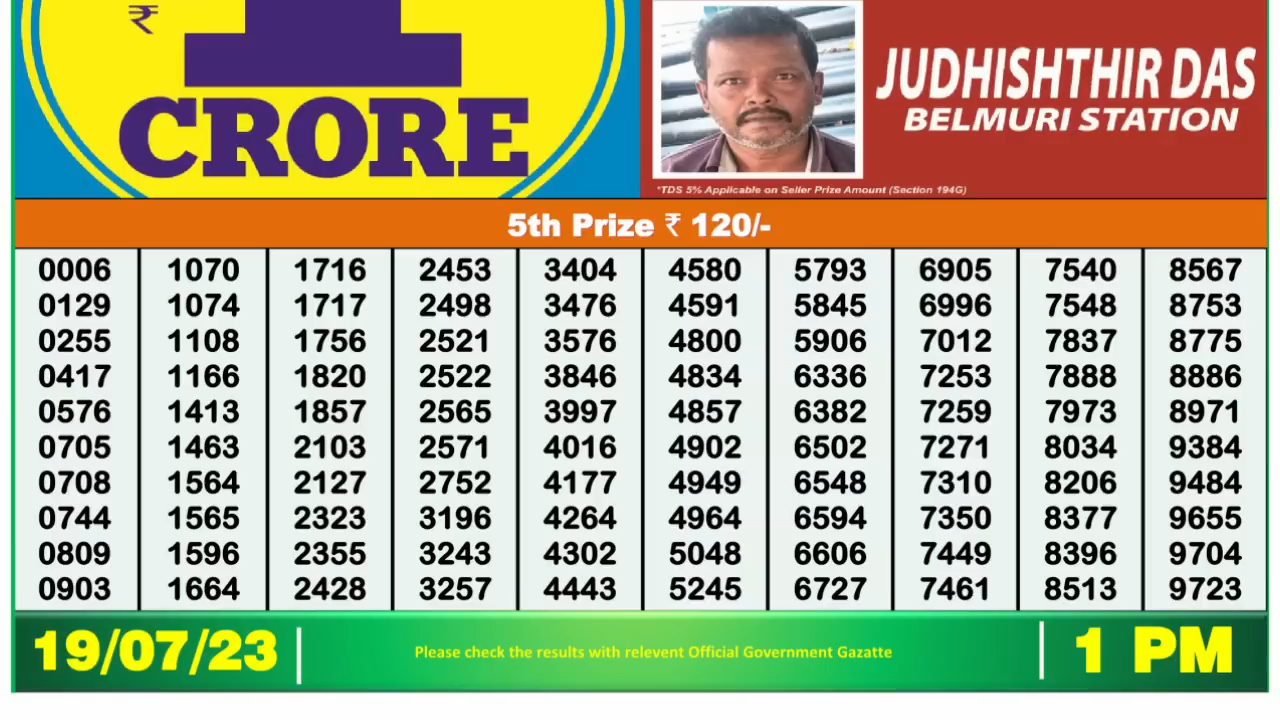 ₹
1
CRORE
JUDHISHTHIR DAS
BELMURI STATION
*TDS 5% Applicable on Seller Prize Amount (Section 194G)
5th Prize ₹ 120/-
0006 1070 1716 2453 3404 4580 5793 6905 7540 8567
0129 1074 1717 2498 3476 4591 5845 6996 7548 8753
0255 1108 1756 2521 3576 4800 5906 7012 7837 8775
0417 1166 1820 2522 3846 4834 6336 7253 7888 8886
0576 1413 1857 2565 3997 4857 6382 7259 7973 8971
0705 1463 2103 2571 4016 4902 6502 7271 8034 9384
0708 1564 2127 2752 4177 4949 6548 7310 8206 9484
0744 1565 2323 3196 4264 4964 6594 7350 8377 9655
0809 1596 2355 3243 4302 5048 6606 7449 8396 9704
0903 1664 2428 3257 4443 5245 6727 7461 8513 9723
19/07/23
Please check the results with relevent Official Government Gazatte
1 PM